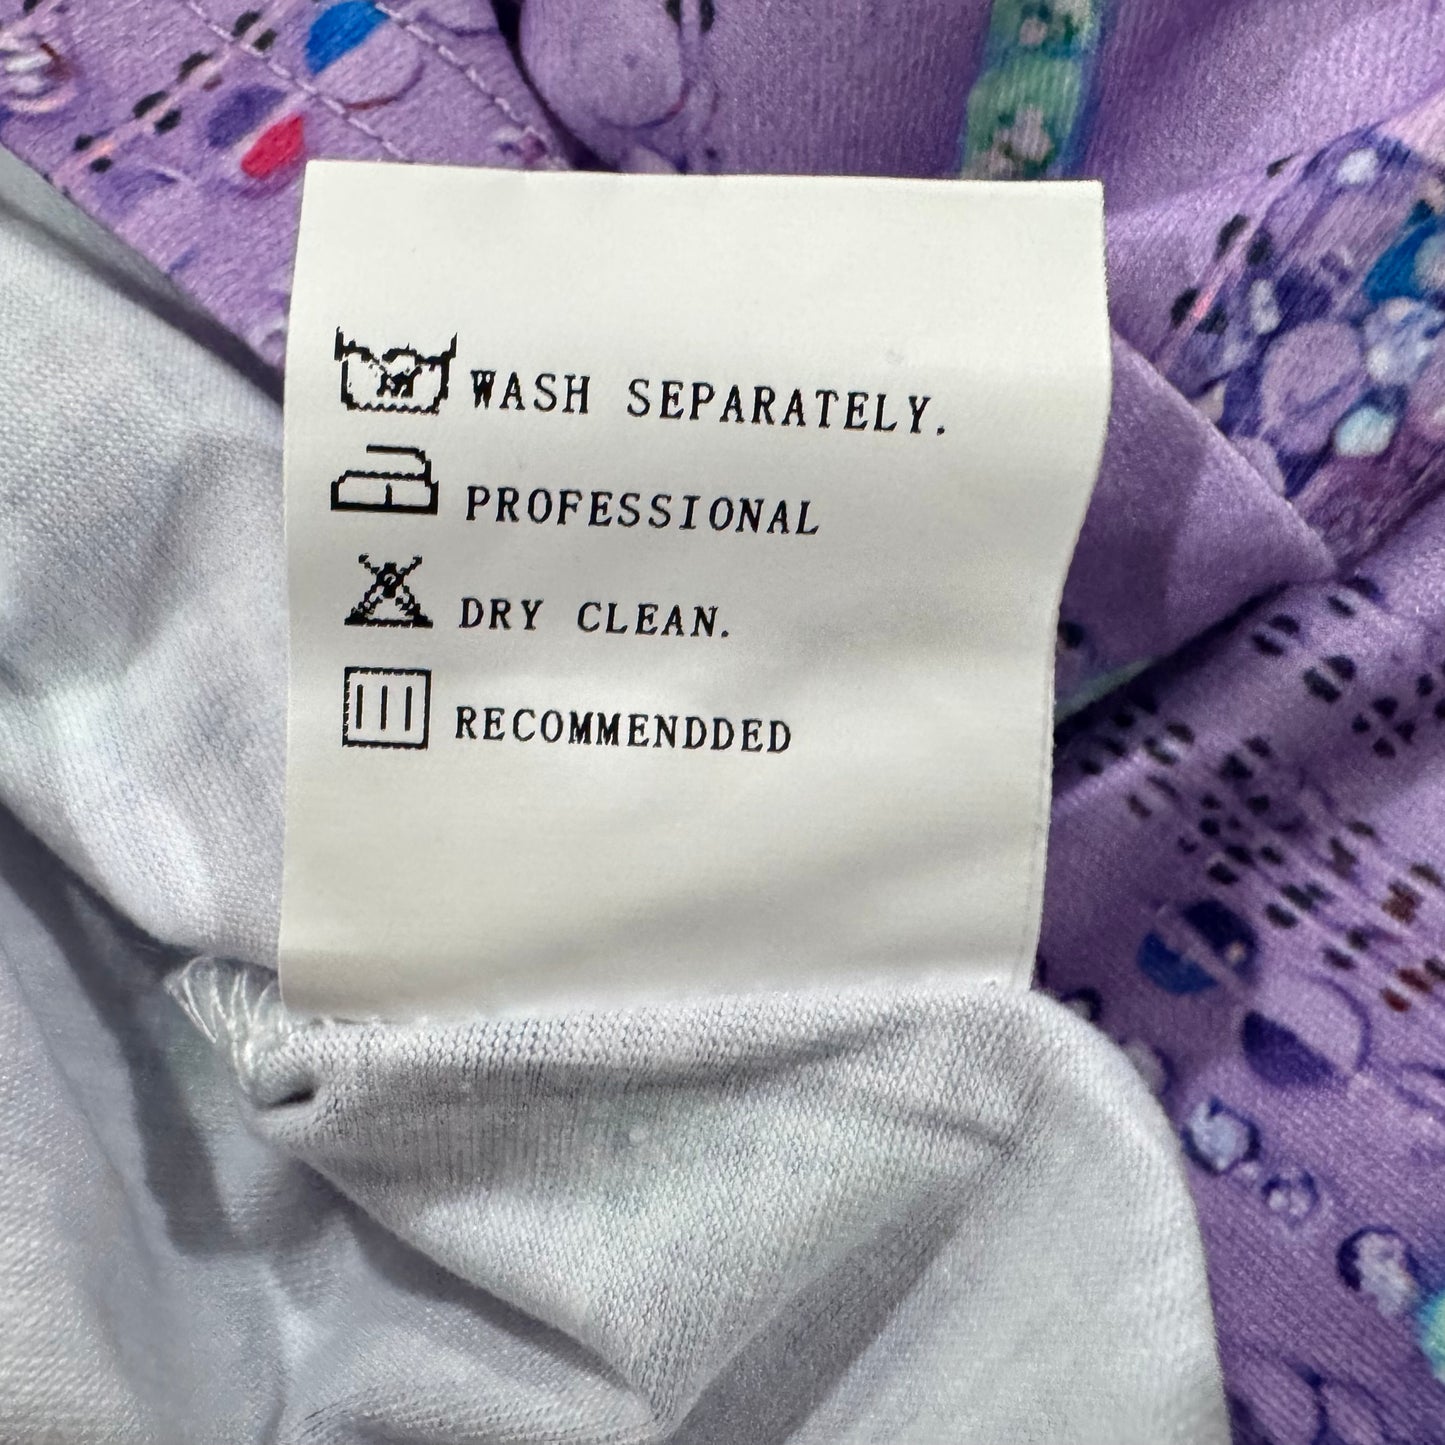 WASH SEPARATELY.
PROFESSIONAL
DRY CLEAN.
RECOMMENDDED